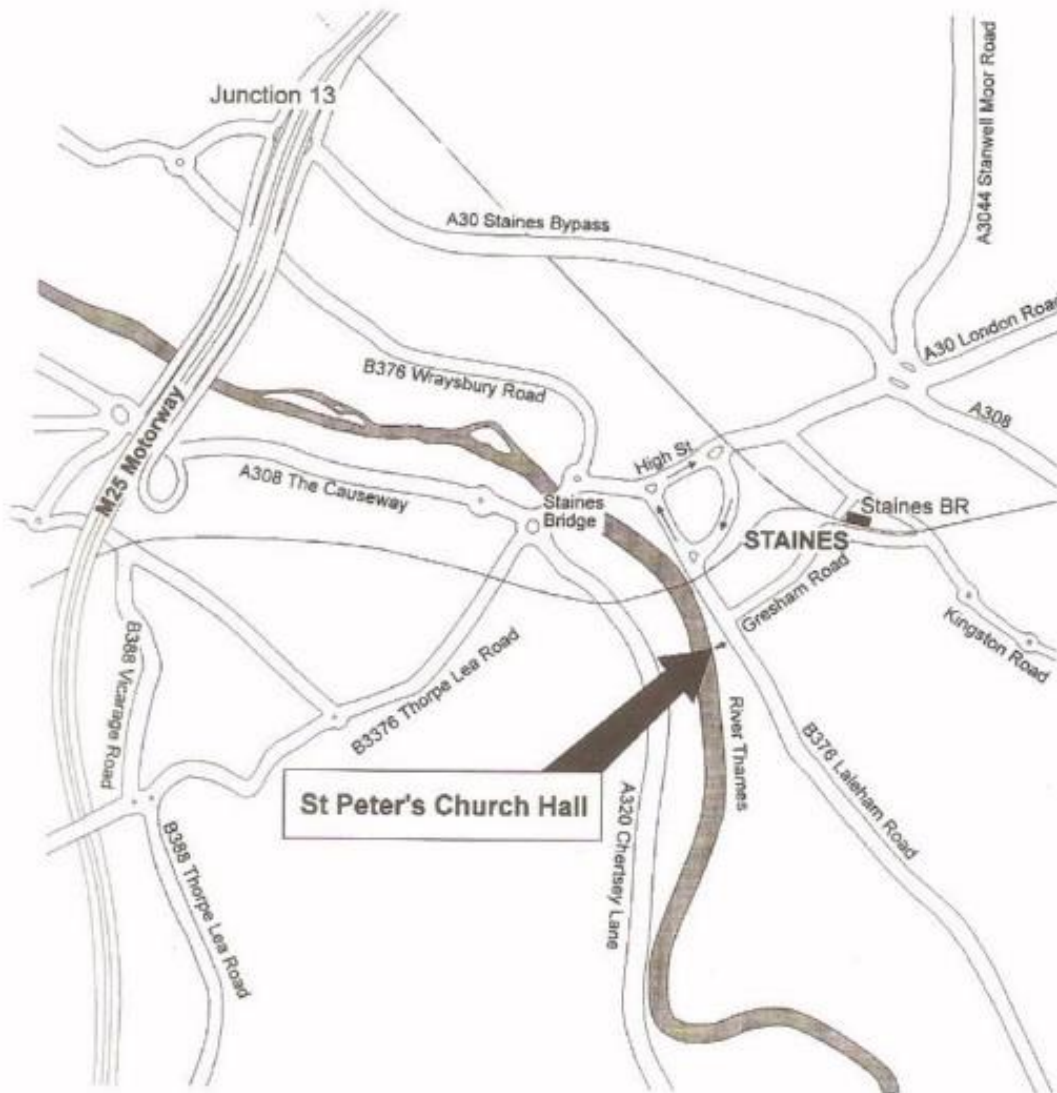 Junction 13
A3044 Stanwell Moor Road
A30 Staines Bypass
A30 London Road
B376 Wraysbury Road
A308
M25 Motorway
High St
A308 The Causeway
Staines
Bridge
Staines BR
STAINES
Gresham Road
Kingston Road
B388 Vicarage Road
B3376 Thorpe Lea Road
River Thames
B376 Laleham Road
St Peter's Church Hall
A320 Chertsey Lane
B388 Thorpe Lea Road